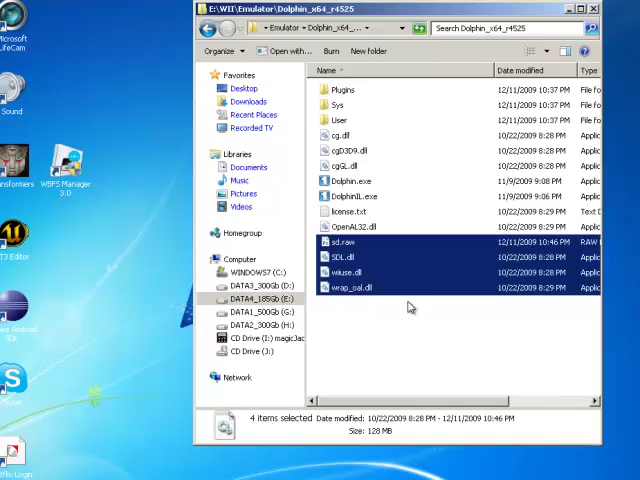 E:\WII\Emulator\Dolphin_x64_r4525
Emulator Dolphin_x64_... Search Dolphin_x64_r4525
Organize Open with... Burn New folder
Name Date modified Type
Favorites
Desktop
Downloads
Recent Places
Recorded TV
Libraries
Documents
Music
Pictures
Videos
Homegroup
Computer
WINDOWS7 (C:)
DATA3_300Gb (D:)
DATA4_185Gb (E:)
DATA1_500Gb (G:)
DATA2_300Gb (H:)
CD Drive (I:) magicJac
CD Drive (J:)
Network
Plugins 12/11/2009 10:37 PM File fo
Sys 12/11/2009 10:37 PM File fo
User 12/11/2009 10:37 PM File fo
cg.dll 10/22/2009 8:28 PM Applic
cgD3D9.dll 10/22/2009 8:28 PM Applic
cgGL.dll 10/22/2009 8:28 PM Applic
Dolphin.exe 11/9/2009 9:08 PM Applic
DolphinIL.exe 11/9/2009 9:06 PM Applic
license.txt 10/22/2009 8:29 PM Text D
OpenAL32.dll 10/22/2009 8:29 PM Applic
sd.raw 12/11/2009 10:46 PM RAW
SDL.dll 10/22/2009 8:28 PM Applic
wiiuse.dll 10/22/2009 8:28 PM Applic
wrap_oal.dll 10/22/2009 8:29 PM Applic
4 items selected Date modified: 10/22/2009 8:28 PM - 12/11/2009 10:46 PM
Size: 128 MB
Microsoft
LifeCam
Sound
ransformers
WBFS Manager
3.0
T3 Editor
Android
Skype
Login